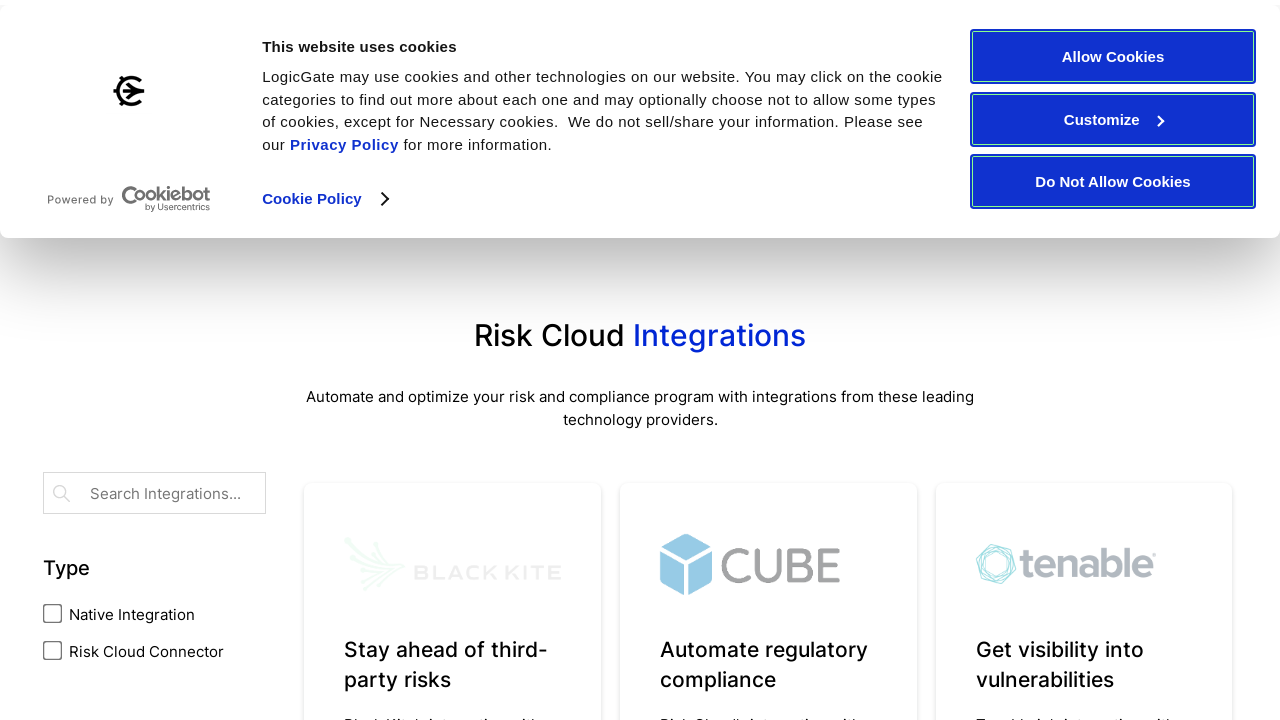 This website uses cookies
LogicGate may use cookies and other technologies on our website. You may click on the cookie
categories to find out more about each one and may optionally choose not to allow some types
of cookies, except for Necessary cookies.  We do not sell/share your information. Please see
our Privacy Policy for more information.
Cookie Policy
Powered by Cookiebot
by Usercentrics
Allow Cookies
Customize
Do Not Allow Cookies
Risk Cloud Integrations
Automate and optimize your risk and compliance program with integrations from these leading
technology providers.
Search Integrations...
Type
Native Integration
Risk Cloud Connector
BLACK KITE
Stay ahead of third-
party risks
CUBE
Automate regulatory
compliance
tenable
Get visibility into
vulnerabilities